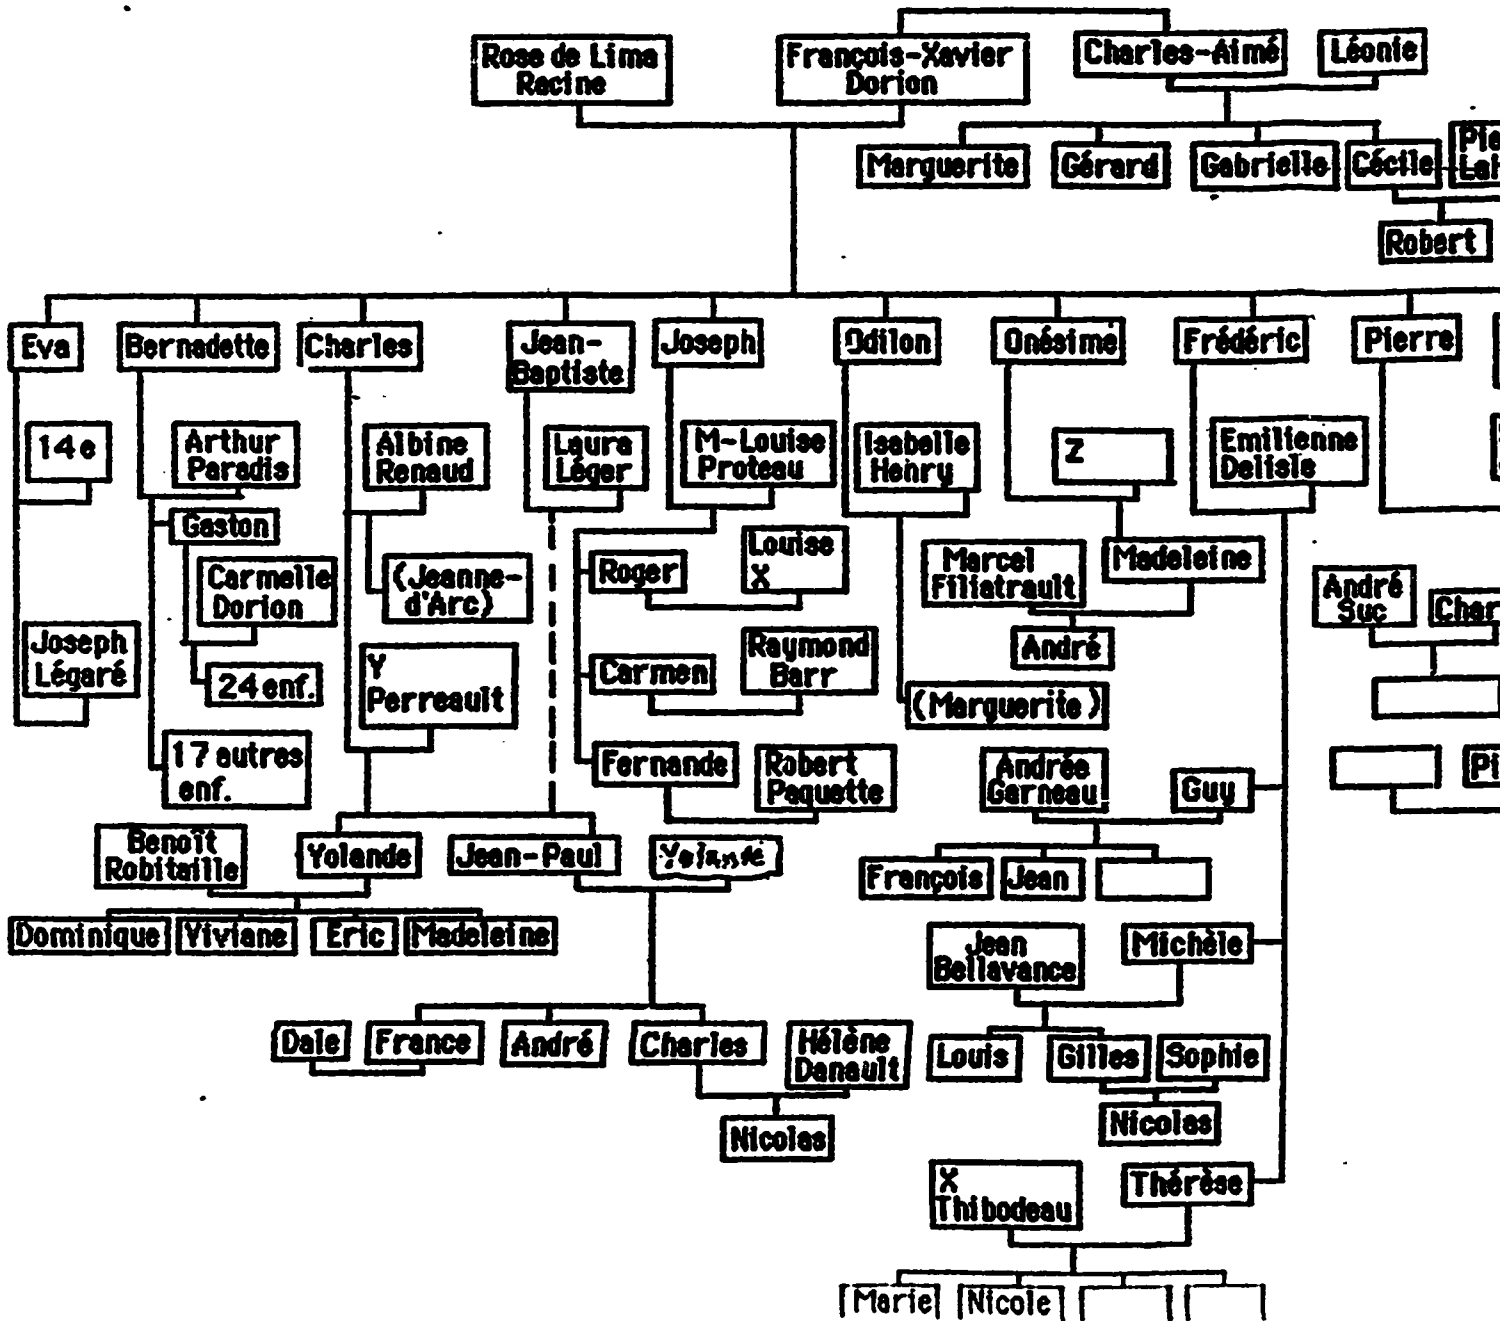 Rose de Lima
Racine
François-Xavier
Dorion
Charles-Aimé
Léonie
Marguerite
Gérard
Gabrielle
Cécile
Pie
Robert
Eva
Bernadette
Charles
Jean-
Baptiste
Joseph
Odilon
Onésime
Frédéric
Pierre
14e
Arthur
Paradis
Albine
Renaud
Laura
Léger
M-Louise
Proteau
Isabelle
Henry
Z
Emilienne
Delisle
Gaston
Carmelle
Dorion
(Jeanne-
d'Arc)
Roger
Louise
X
Marcel
Filiatrault
Madeleine
André
Suc
Char
Joseph
Légaré
24 enf.
Y
Perreault
Carmen
Raymond
Barr
André
(Marguerite)
17 autres
enf.
Fernande
Robert
Paquette
Andrée
Garneau
Guy
Pi
Benoît
Robitaille
Yolande
Jean-Paul
Yolande
François
Jean
Dominique
Viviane
Eric
Madeleine
Jean
Bellavance
Michèle
Dale
France
André
Charles
Hélène
Danault
Louis
Gilles
Sophie
Nicolas
Nicolas
X
Thibodeau
Thérèse
Marie
Nicole